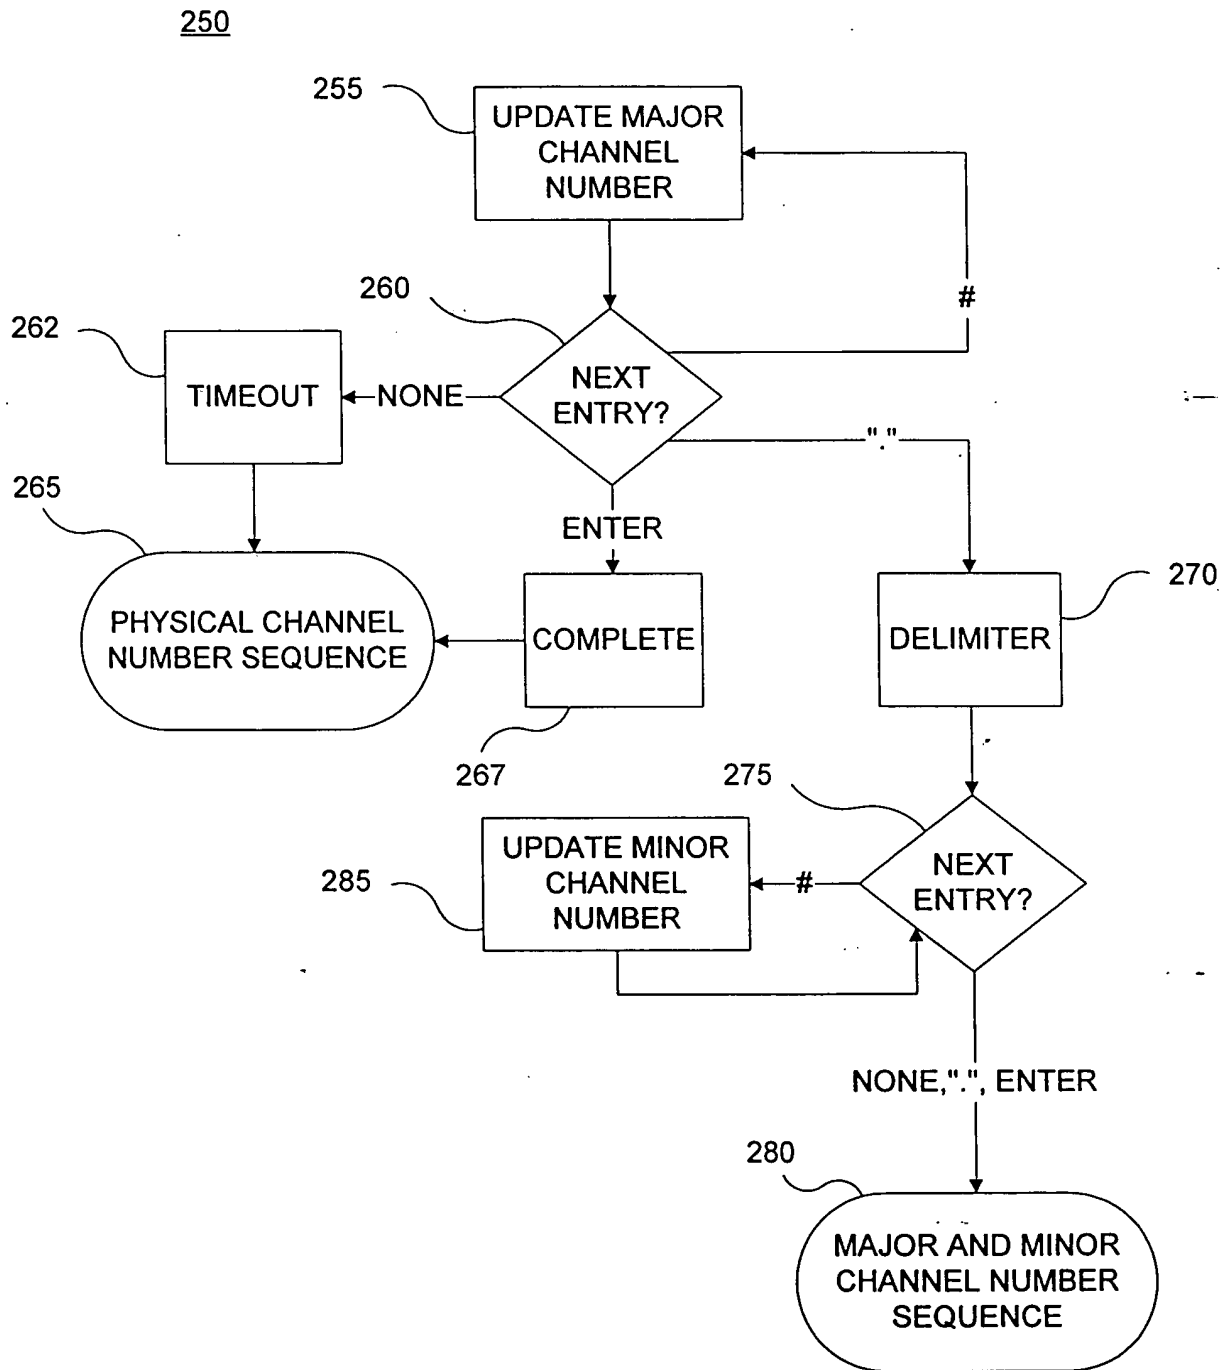 250
255
UPDATE MAJOR
CHANNEL
NUMBER
260
#
262
TIMEOUT
NONE
NEXT
ENTRY?
"."
265
ENTER
270
PHYSICAL CHANNEL
NUMBER SEQUENCE
COMPLETE
DELIMITER
267
275
285
UPDATE MINOR
CHANNEL
NUMBER
#
NEXT
ENTRY?
NONE,".", ENTER
280
MAJOR AND MINOR
CHANNEL NUMBER
SEQUENCE